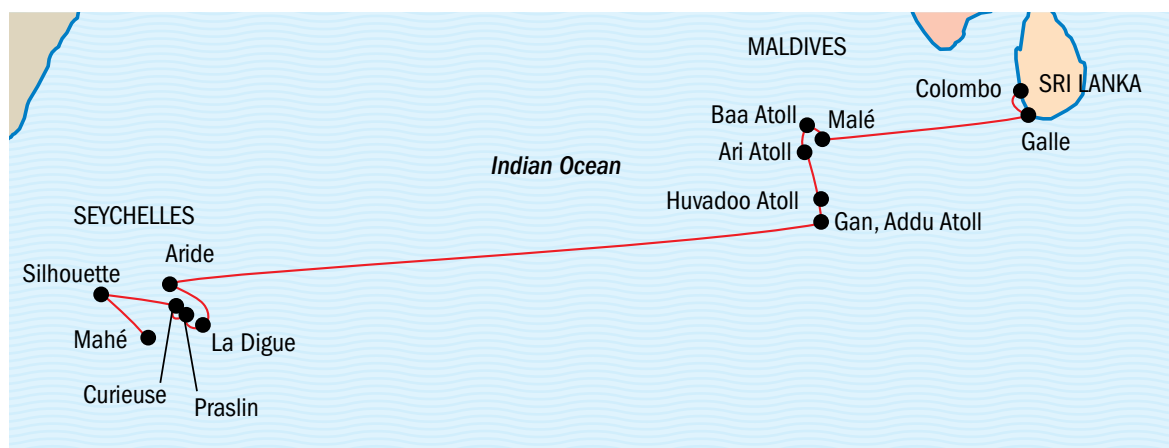 MALDIVES
Colombo
SRI LANKA
Baa Atoll
Malé
Galle
Ari Atoll
Indian Ocean
Huvadoo Atoll
SEYCHELLES
Gan, Addu Atoll
Aride
Silhouette
Mahé
La Digue
Curieuse
Praslin